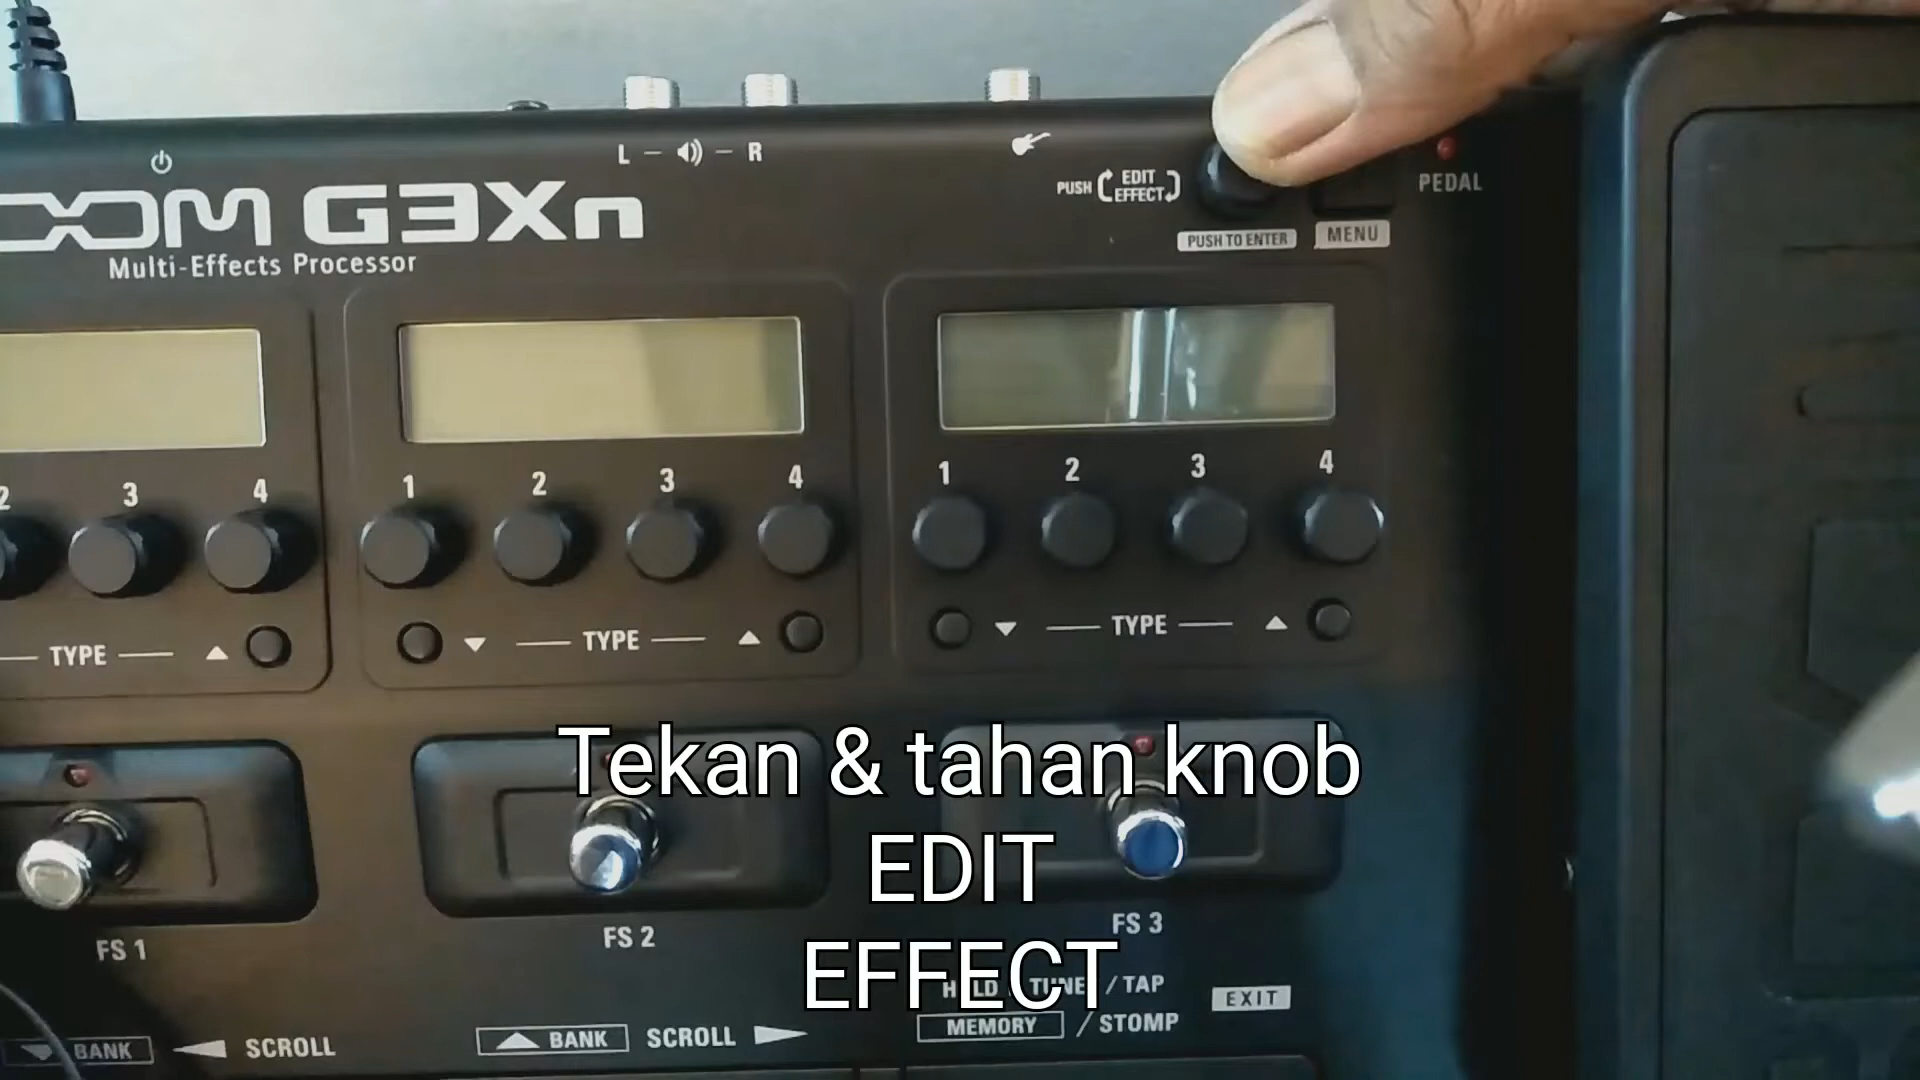 L - R
PUSH EDIT EFFECT
PEDAL
PUSH TO ENTER MENU
OOM G3Xn
Multi-Effects Processor
2 3 4 1 2 3 4 1 2 3 4
TYPE TYPE TYPE
Tekan & tahan knob
EDIT
EFFECT
FS 1 FS 2 FS 3
HOLD TUNER / TAP
EXIT
BANK SCROLL BANK SCROLL MEMORY / STOMP